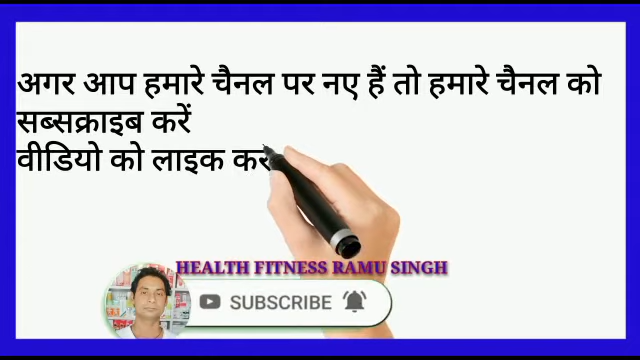 अगर आप हमारे चैनल पर नए हैं तो हमारे चैनल को
सब्सक्राइब करें
वीडियो को लाइक कर
HEALTH FITNESS RAMU SINGH
SUBSCRIBE